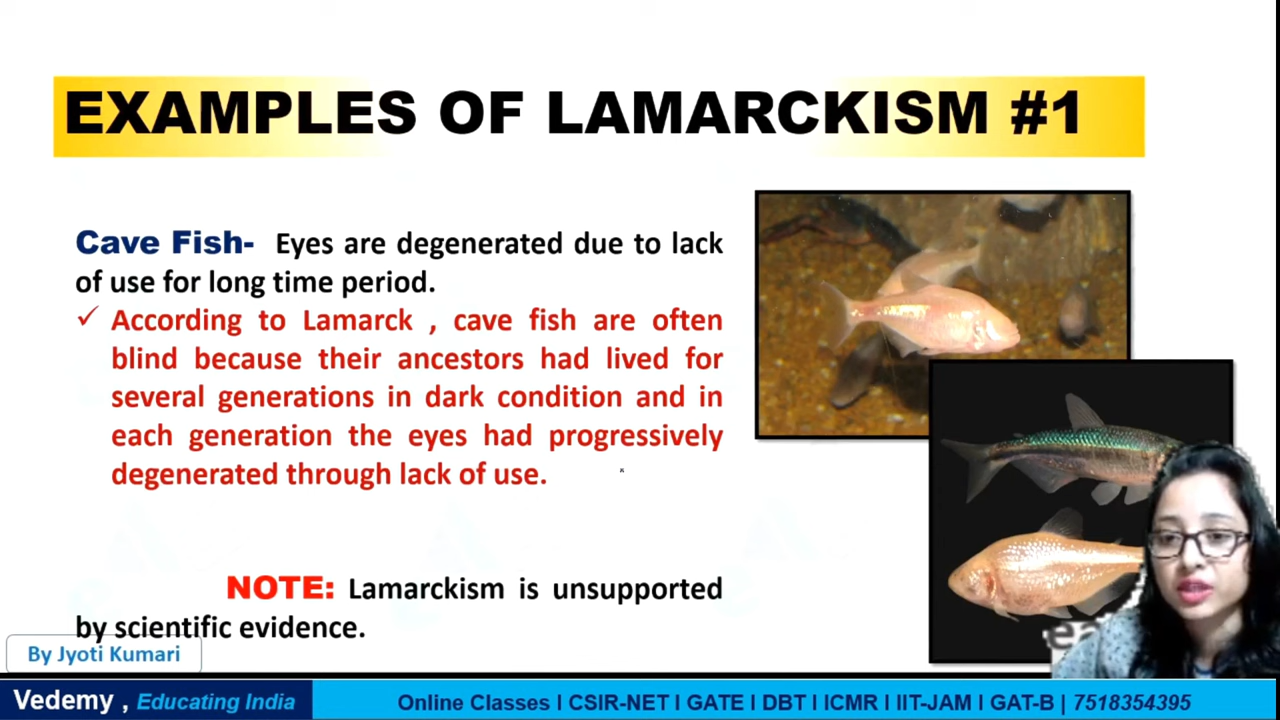 EXAMPLES OF LAMARCKISM #1
Cave Fish- Eyes are degenerated due to lack
of use for long time period.
✓ According to Lamarck , cave fish are often
blind because their ancestors had lived for
several generations in dark condition and in
each generation the eyes had progressively
degenerated through lack of use.
NOTE: Lamarckism is unsupported
by scientific evidence.
By Jyoti Kumari
Vedemy , Educating India
Online Classes I CSIR-NET I GATE I DBT I ICMR I IIT-JAM I GAT-B | 7518354395